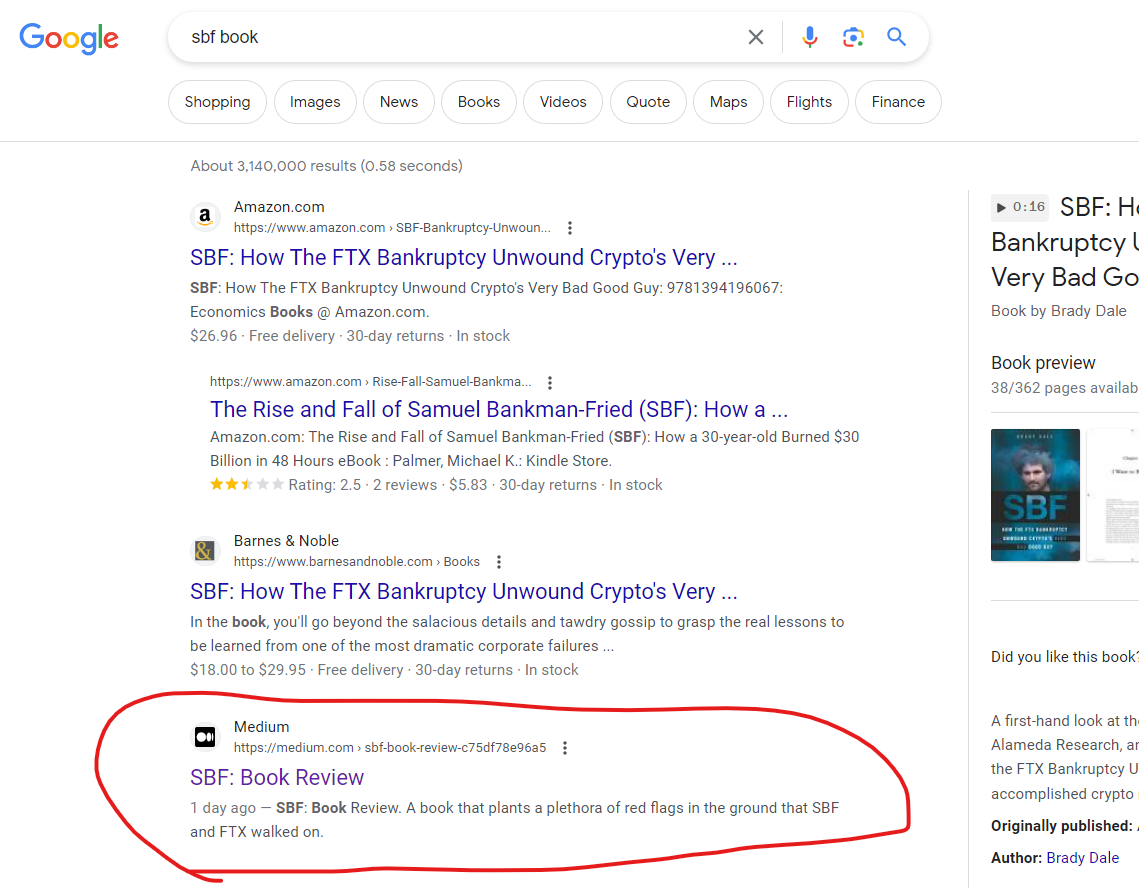 Google
sbf book
Shopping
Images
News
Books
Videos
Quote
Maps
Flights
Finance
About 3,140,000 results (0.58 seconds)
Amazon.com
https://www.amazon.com › SBF-Bankruptcy-Unwoun...
SBF: How The FTX Bankruptcy Unwound Crypto's Very ...
SBF: How The FTX Bankruptcy Unwound Crypto's Very Bad Good Guy: 9781394196067:
Economics Books @ Amazon.com.
$26.96 · Free delivery · 30-day returns · In stock
https://www.amazon.com › Rise-Fall-Samuel-Bankma...
The Rise and Fall of Samuel Bankman-Fried (SBF): How a ...
Amazon.com: The Rise and Fall of Samuel Bankman-Fried (SBF): How a 30-year-old Burned $30
Billion in 48 Hours eBook : Palmer, Michael K.: Kindle Store.
Rating: 2.5 · 2 reviews · $5.83 · 30-day returns · In stock
Barnes & Noble
https://www.barnesandnoble.com › Books
SBF: How The FTX Bankruptcy Unwound Crypto's Very ...
In the book, you'll go beyond the salacious details and tawdry gossip to grasp the real lessons to
be learned from one of the most dramatic corporate failures ...
$18.00 to $29.95 · Free delivery · 30-day returns · In stock
Medium
https://medium.com › sbf-book-review-c75df78e96a5
SBF: Book Review
1 day ago — SBF: Book Review. A book that plants a plethora of red flags in the ground that SBF
and FTX walked on.
0:16
SBF: Ho
Bankruptcy U
Very Bad Go
Book by Brady Dale
Book preview
38/362 pages availab
BRADY DALE
SBF
HOW THE FTX BANKRUPTCY
UNWOUND CRYPTO'S VERY
BAD GOOD GUY
Did you like this book?
A first-hand look at the
Alameda Research, an
the FTX Bankruptcy U
accomplished crypto
Originally published:
Author: Brady Dale